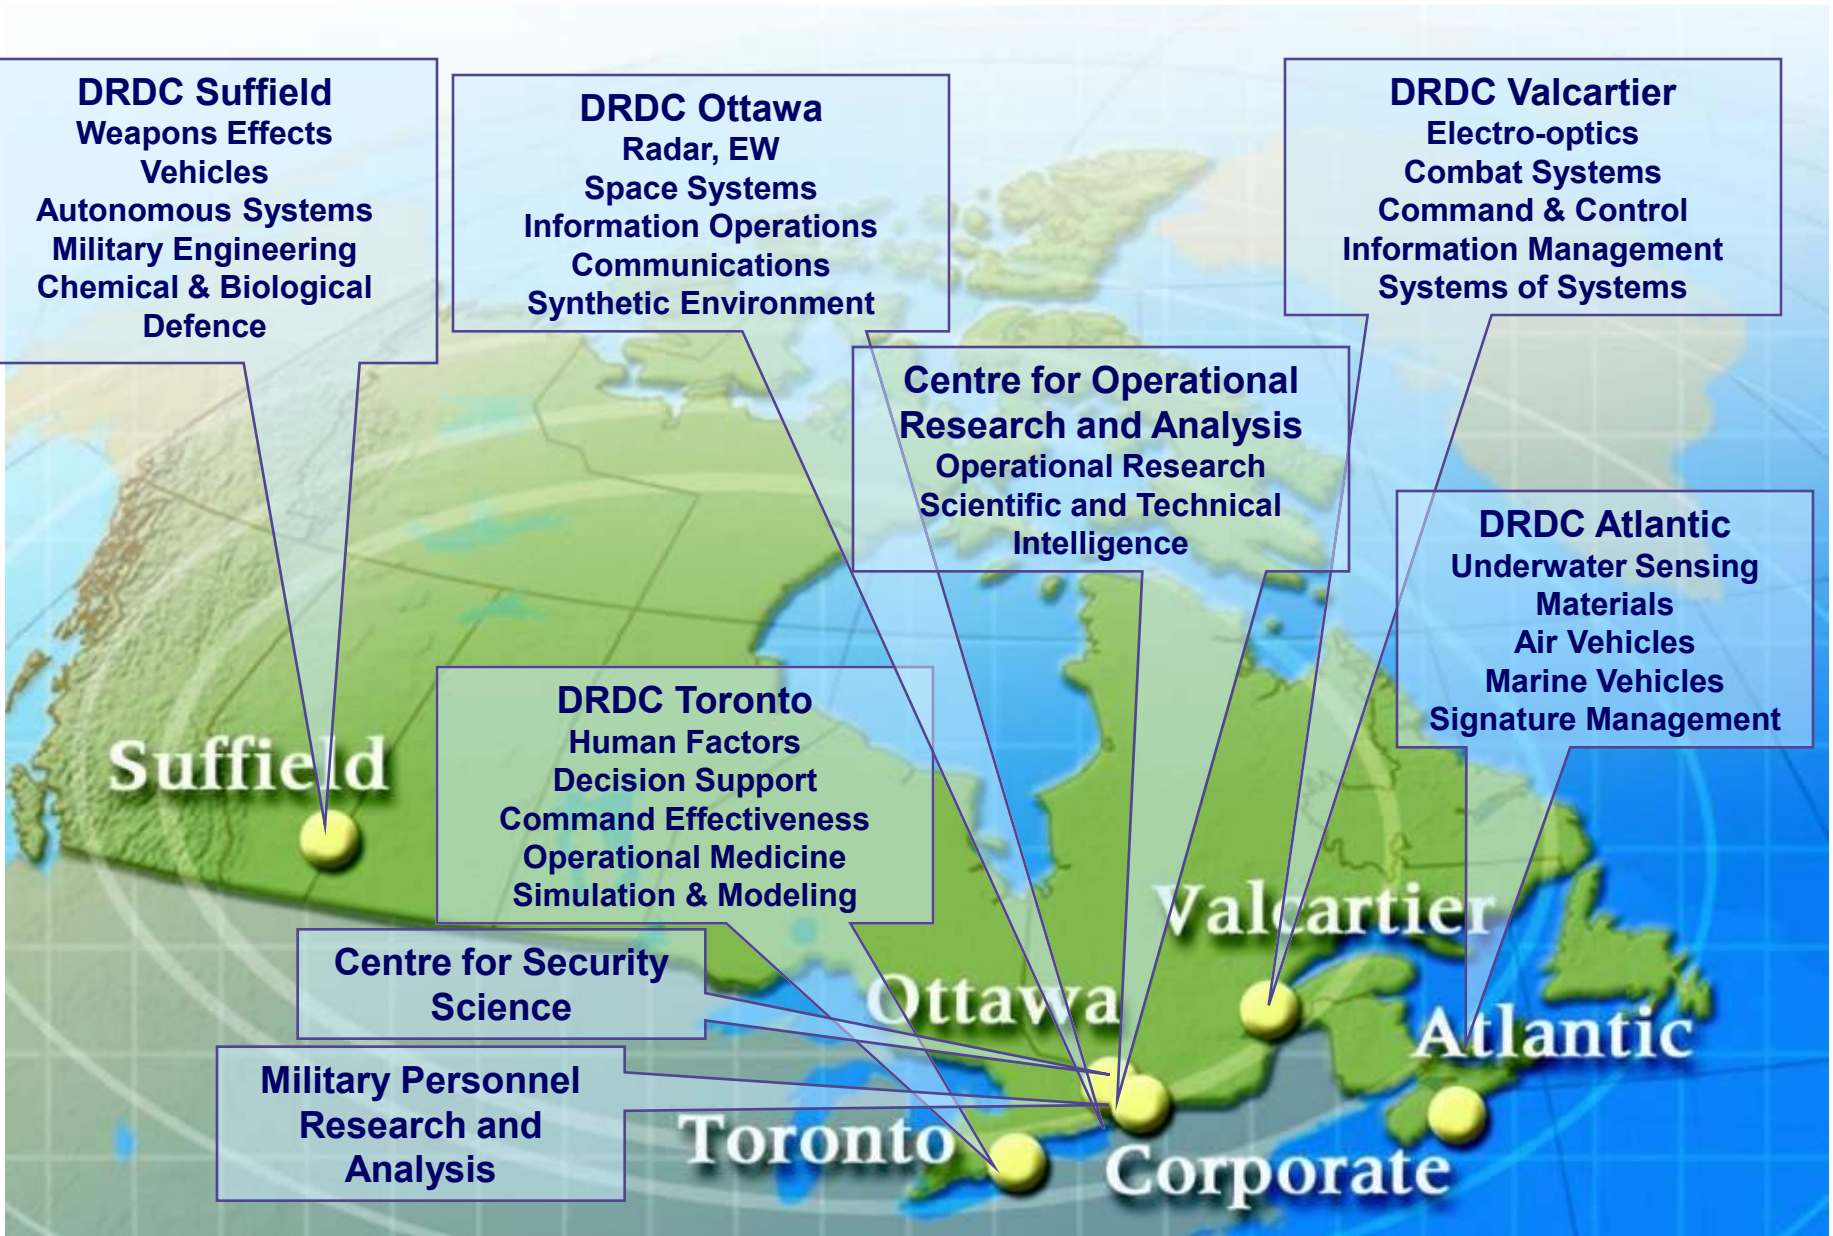 DRDC Suffield
Weapons Effects
Vehicles
Autonomous Systems
Military Engineering
Chemical & Biological
Defence
DRDC Ottawa
Radar, EW
Space Systems
Information Operations
Communications
Synthetic Environment
DRDC Valcartier
Electro-optics
Combat Systems
Command & Control
Information Management
Systems of Systems
Centre for Operational
Research and Analysis
Operational Research
Scientific and Technical
Intelligence
DRDC Atlantic
Underwater Sensing
Materials
Air Vehicles
Marine Vehicles
Signature Management
DRDC Toronto
Human Factors
Decision Support
Command Effectiveness
Operational Medicine
Simulation & Modeling
Suffield
Centre for Security
Science
Military Personnel
Research and
Analysis
Valcartier
Ottawa
Atlantic
Toronto
Corporate